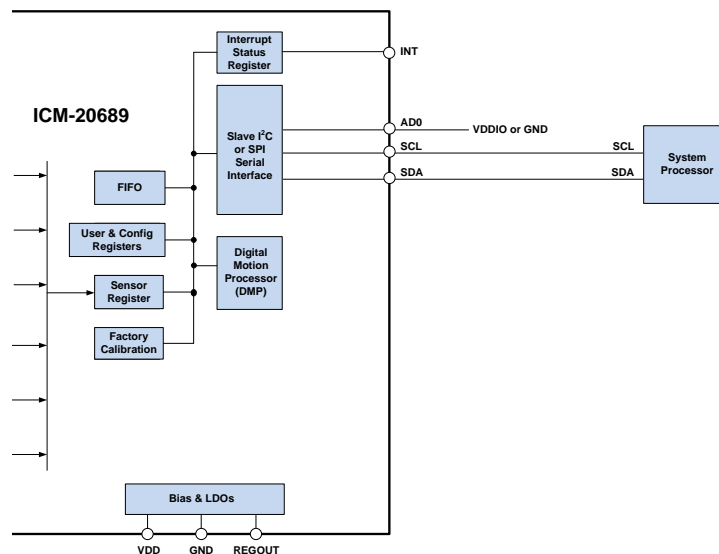 Interrupt
Status
Register
INT
ICM-20689
AD0
VDDIO or GND
Slave I²C
or SPI
Serial
Interface
SCL
SCL
System
Processor
SDA
SDA
FIFO
User & Config
Registers
Digital
Motion
Processor
(DMP)
Sensor
Register
Factory
Calibration
Bias & LDOs
VDD
GND
REGOUT